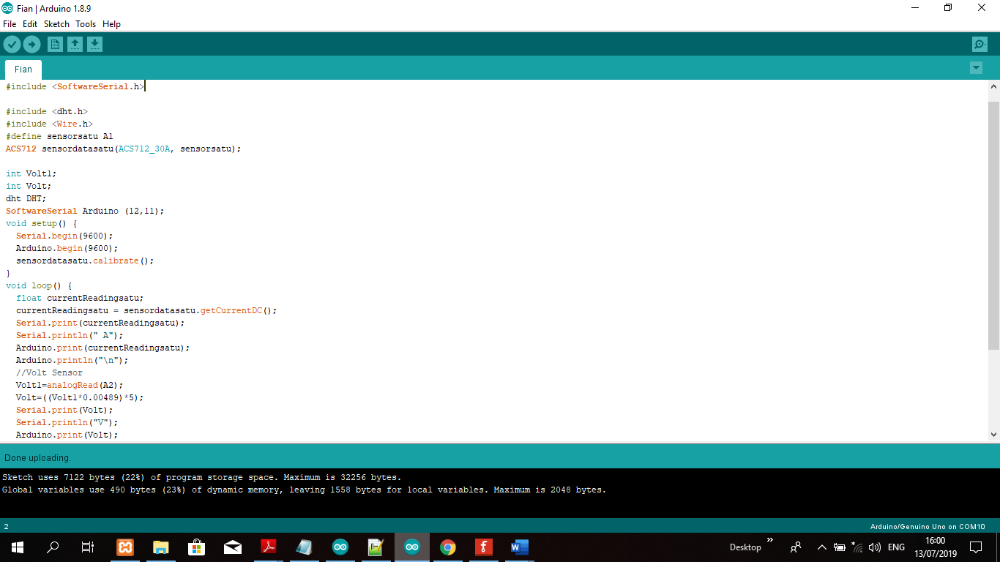 Fian | Arduino 1.8.9
File Edit Sketch Tools Help
Fian
#include <SoftwareSerial.h>
#include <dht.h>
#include <Wire.h>
#define sensorsatu A1
ACS712 sensordatasatu(ACS712_30A, sensorsatu);
int Volt1;
int Volt;
dht DHT;
SoftwareSerial Arduino (12,11);
void setup() {
Serial.begin(9600);
Arduino.begin(9600);
sensordatasatu.calibrate();
}
void loop() {
float currentReadingsatu;
currentReadingsatu = sensordatasatu.getCurrentDC();
Serial.print(currentReadingsatu);
Serial.println(" A");
Arduino.print(currentReadingsatu);
Arduino.println("\n");
//Volt Sensor
Volt1=analogRead(A2);
Volt=((Volt1*0.00489)*5);
Serial.print(Volt);
Serial.println("V");
Arduino.print(Volt);
Done uploading.
Sketch uses 7122 bytes (22%) of program storage space. Maximum is 32256 bytes.
Global variables use 490 bytes (23%) of dynamic memory, leaving 1558 bytes for local variables. Maximum is 2048 bytes.
2
Arduino/Genuino Uno on COM10
Desktop
ENG
16:00
13/07/2019